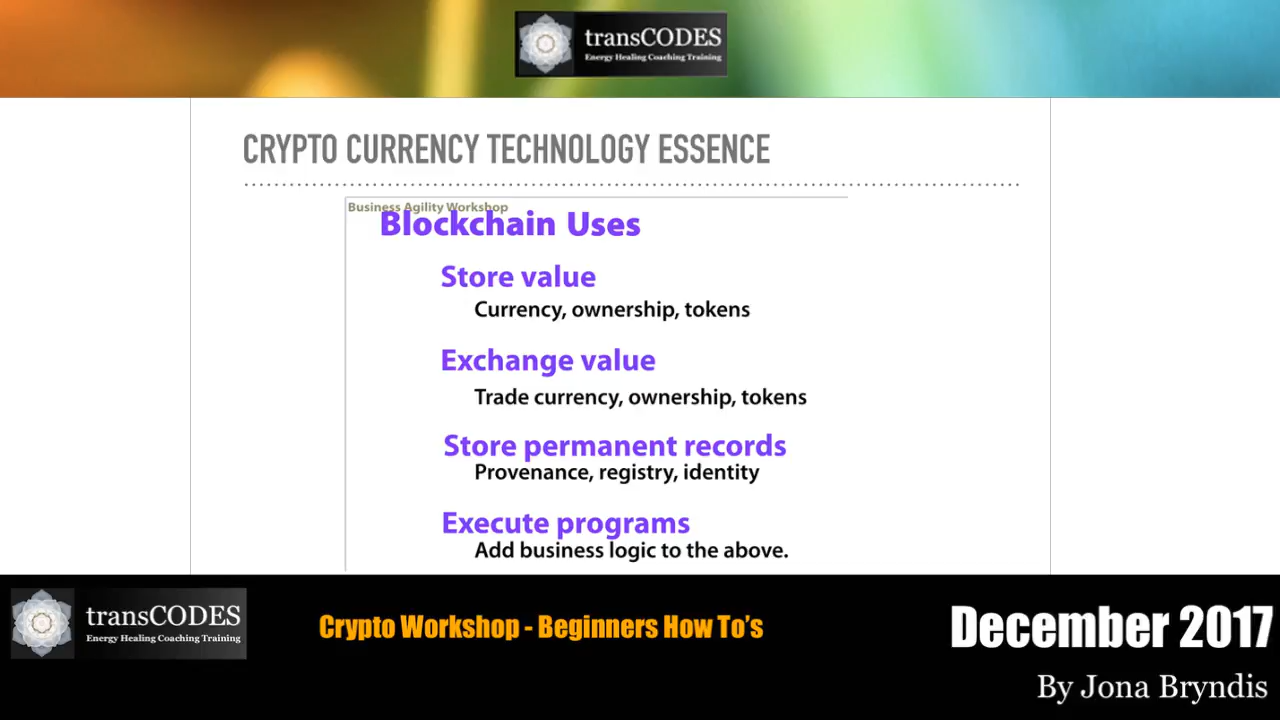 transCODES
Energy Healing Coaching Training
CRYPTO CURRENCY TECHNOLOGY ESSENCE
Business Agility Workshop
Blockchain Uses
Store value
Currency, ownership, tokens
Exchange value
Trade currency, ownership, tokens
Store permanent records
Provenance, registry, identity
Execute programs
Add business logic to the above.
transCODES
Energy Healing Coaching Training
Crypto Workshop - Beginners How To's
December 2017
By Jona Bryndis